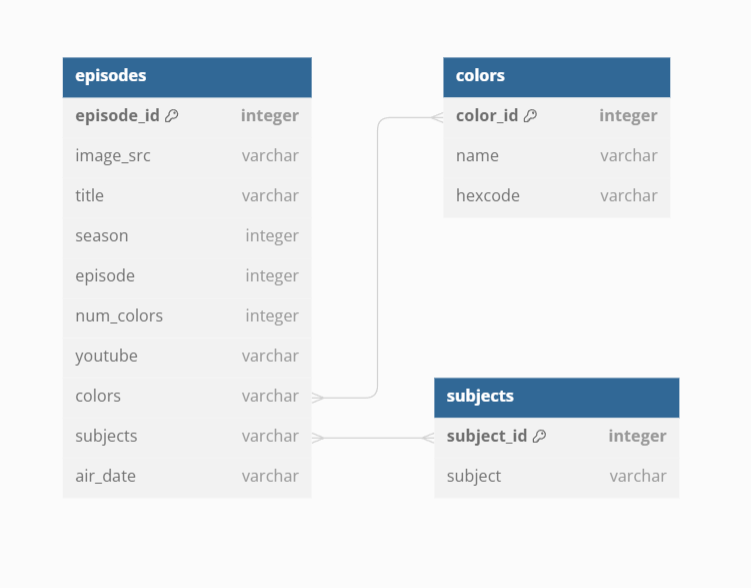 episodes
episode_id integer
image_src varchar
title varchar
season integer
episode integer
num_colors integer
youtube varchar
colors varchar
subjects varchar
air_date varchar
colors
color_id integer
name varchar
hexcode varchar
subjects
subject_id integer
subject varchar